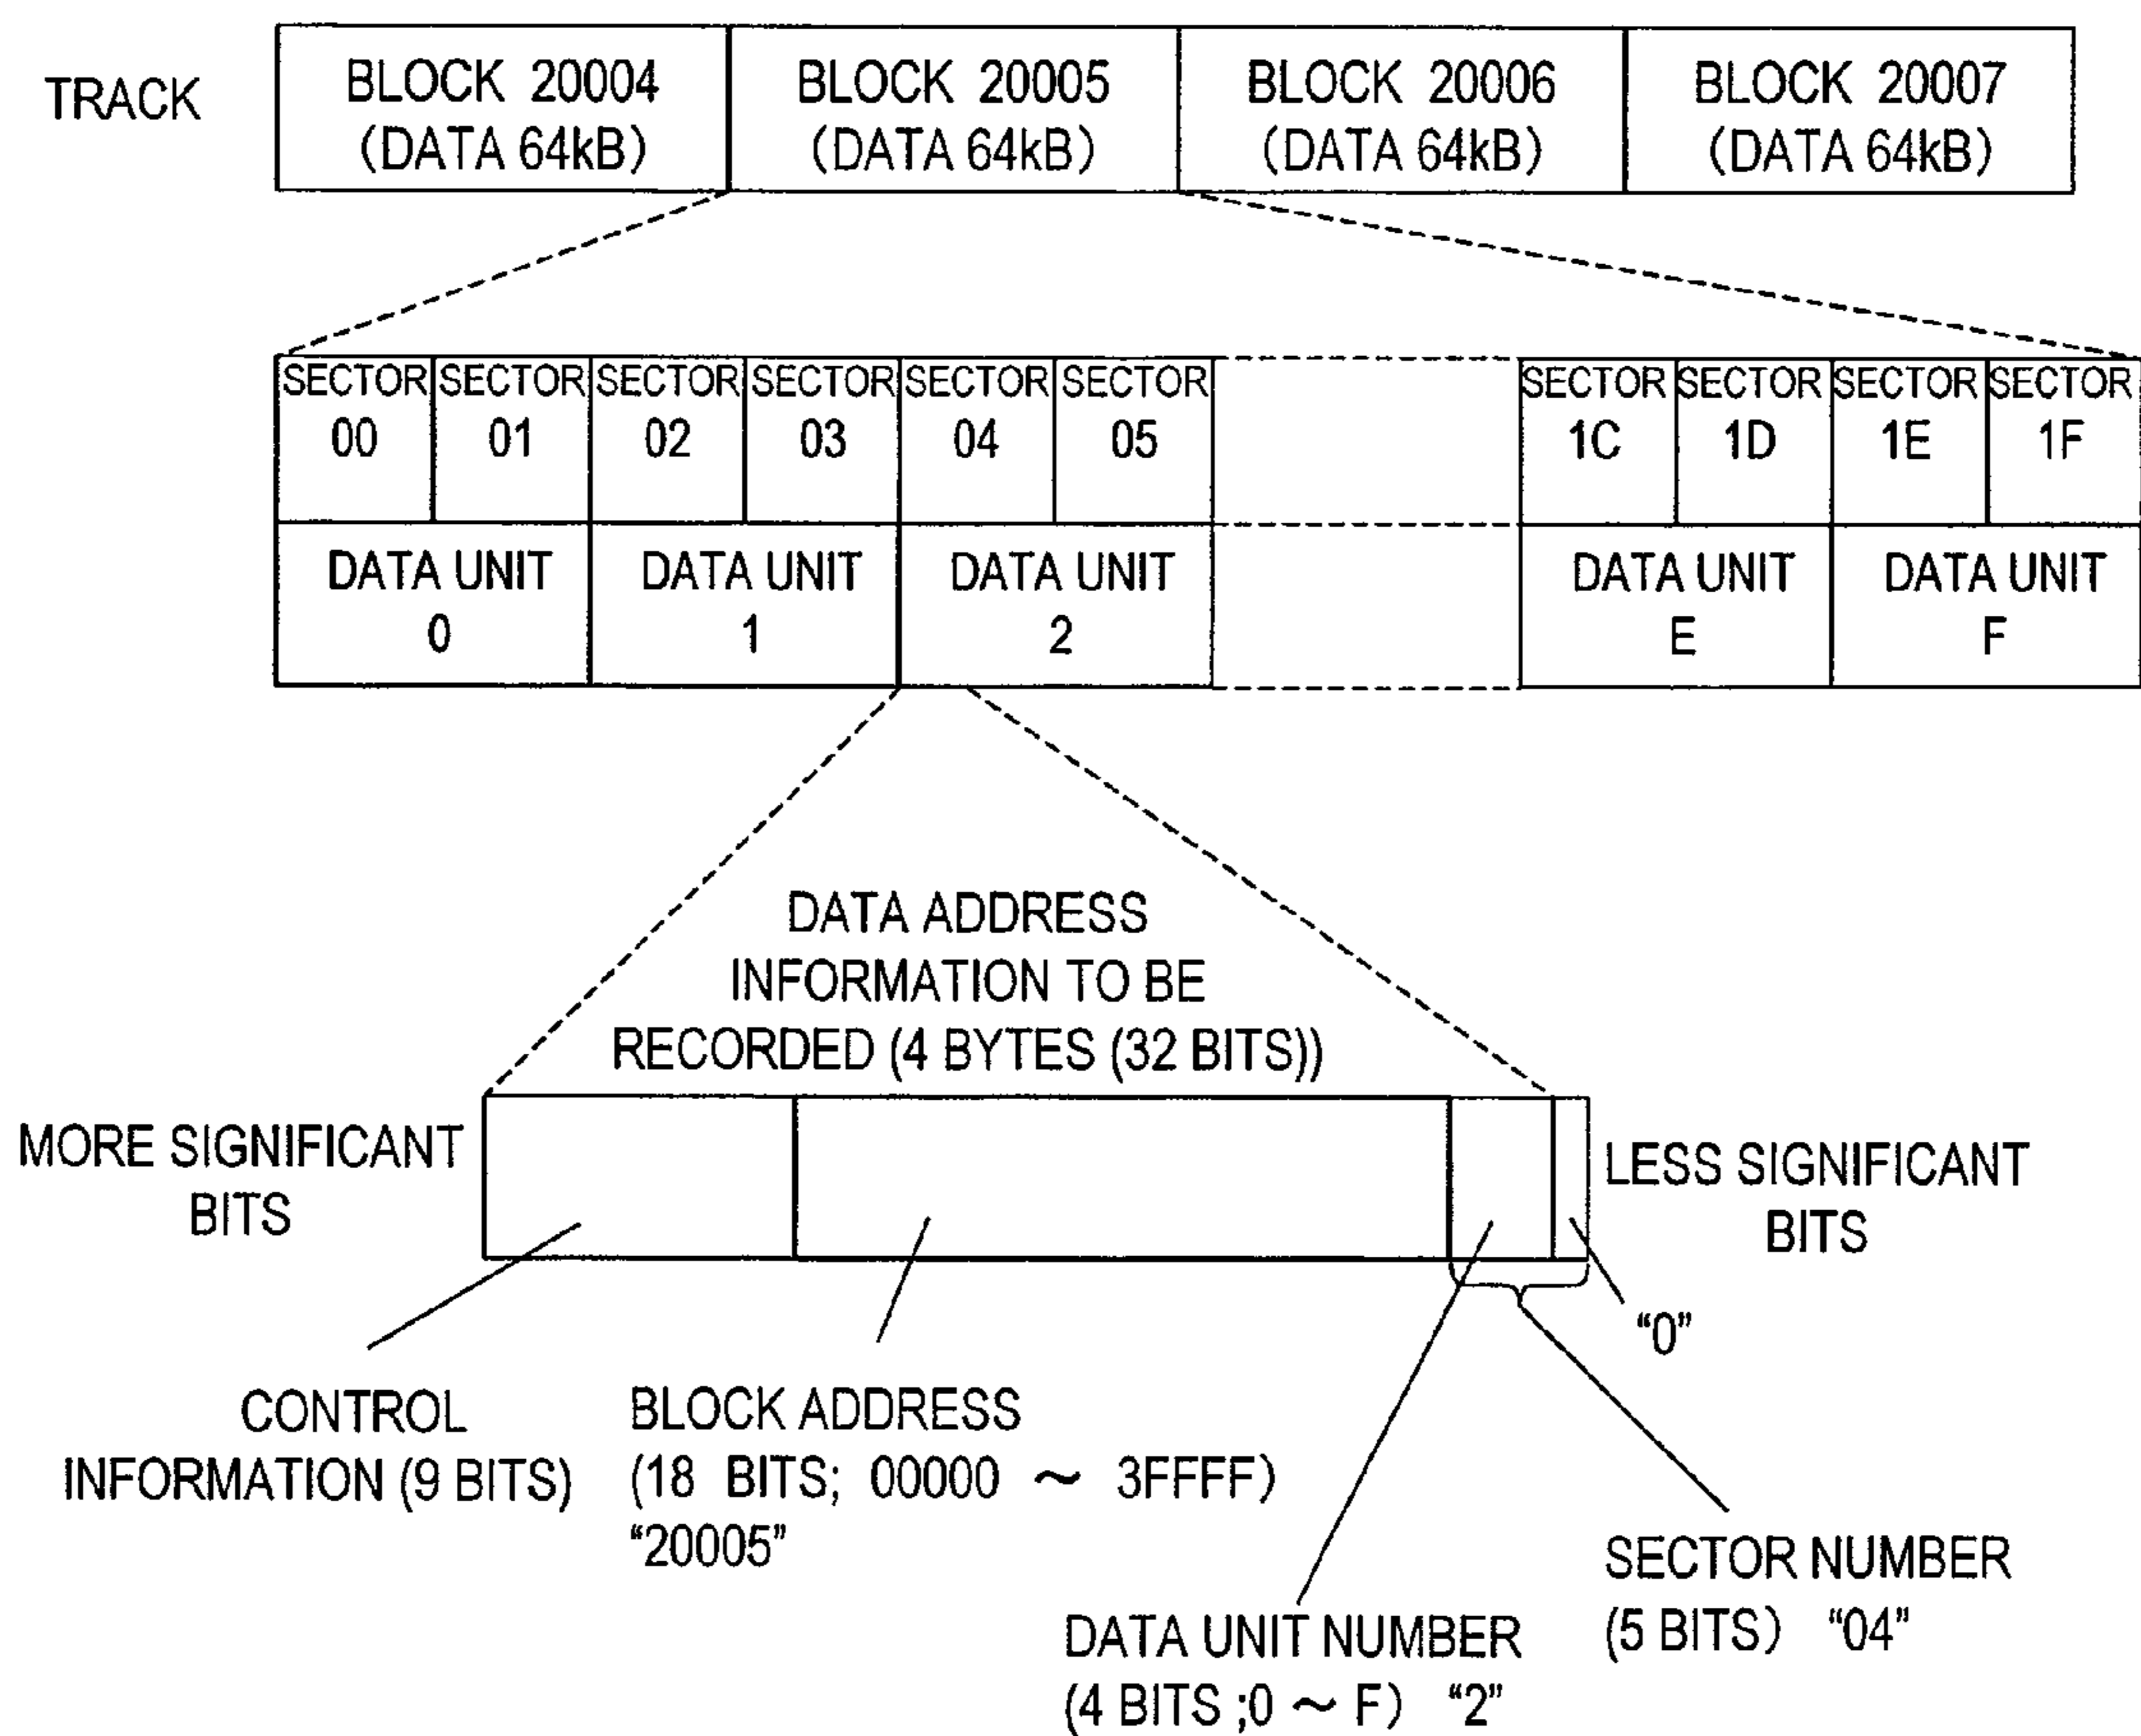 TRACK
BLOCK 20004
(DATA 64kB)
BLOCK 20005
(DATA 64kB)
BLOCK 20006
(DATA 64kB)
BLOCK 20007
(DATA 64kB)
SECTOR
00
SECTOR
01
SECTOR
02
SECTOR
03
SECTOR
04
SECTOR
05
SECTOR
1C
SECTOR
1D
SECTOR
1E
SECTOR
1F
DATA UNIT
0
DATA UNIT
1
DATA UNIT
2
DATA UNIT
E
DATA UNIT
F
DATA ADDRESS
INFORMATION TO BE
RECORDED (4 BYTES (32 BITS))
MORE SIGNIFICANT
BITS
LESS SIGNIFICANT
BITS
“0”
CONTROL
INFORMATION (9 BITS)
BLOCK ADDRESS
(18 BITS; 00000 ～ 3FFFF)
“20005”
SECTOR NUMBER
(5 BITS) “04”
DATA UNIT NUMBER
(4 BITS ;0 ～ F) “2”